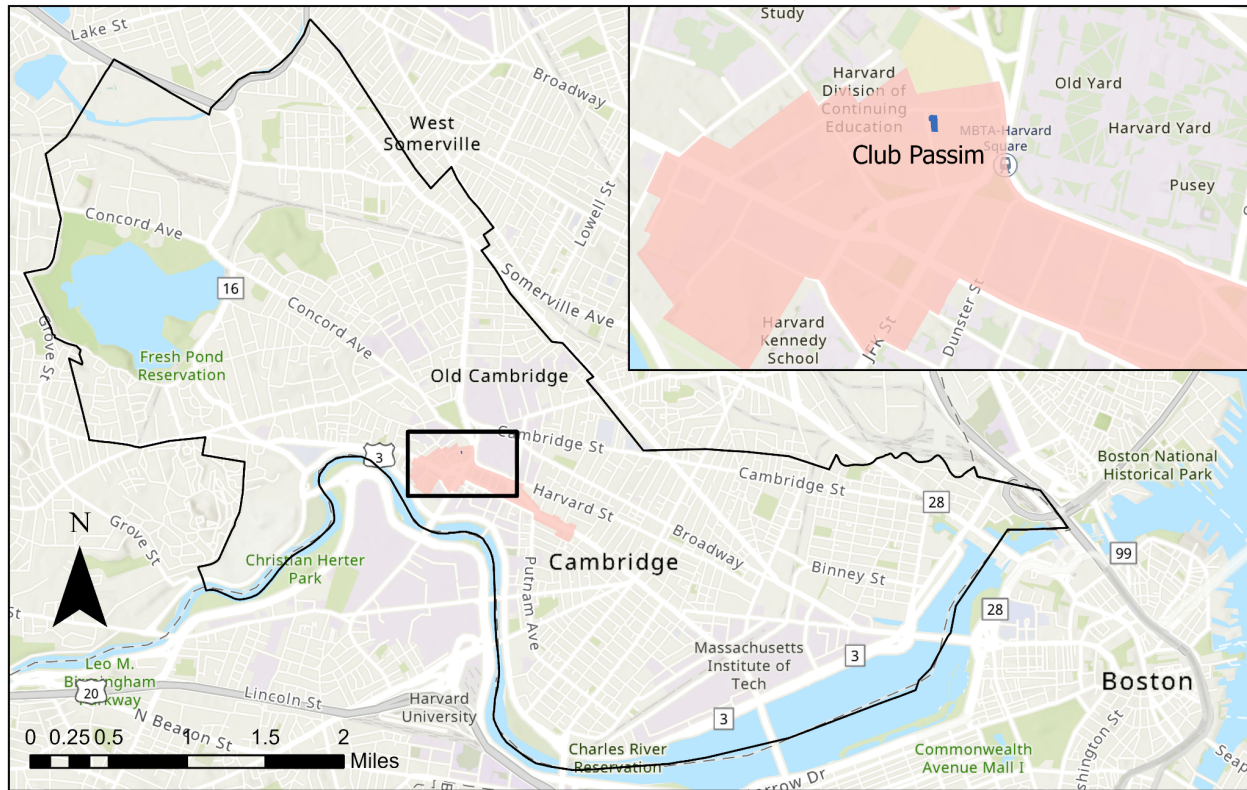 Lake St
Broadway
West
Somerville
Lowell St
Concord Ave
16
Somerville Ave
Concord Ave
Grove St
Fresh Pond
Reservation
Old Cambridge
Study
Harvard
Division of
Continuing
Education
Old Yard
MBTA-Harvard
Square
Harvard Yard
Club Passim
Pusey
Dunster St
Harvard
Kennedy
School
JFK St
Cambridge St
3
Cambridge St
Boston National
Historical Park
Harvard St
28
Broadway
Grove St
N
Christian Herter
Park
Cambridge
Putnam Ave
Binney St
99
28
Massachusetts
Institute of
Tech
3
St
Leo M.
Birmingham
Parkway
20
Lincoln St
Harvard
University
Boston
3
N Beacon St
Charles River
Reservation
Commonwealth
Avenue Mall I
shington St
Seap
arrow Dr
0 0.25 0.5 1 1.5 2
Miles